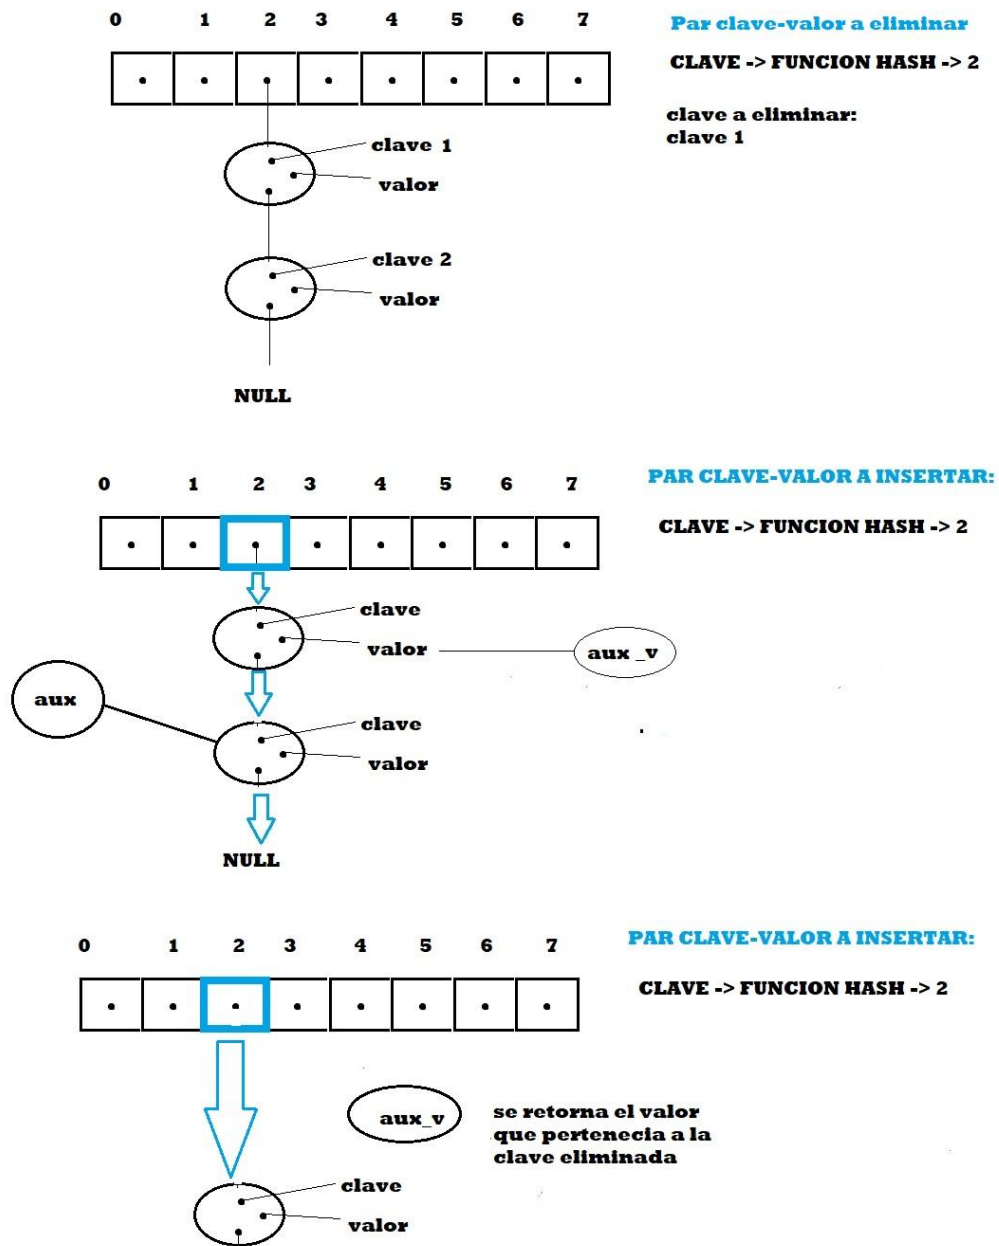 0 1 2 3 4 5 6 7
Par clave-valor a eliminar
CLAVE -> FUNCION HASH -> 2
clave a eliminar:
clave 1
clave 1
valor
clave 2
valor
NULL
PAR CLAVE-VALOR A INSERTAR:
0 1 2 3 4 5 6 7
CLAVE -> FUNCION HASH -> 2
clave
valor
aux _v
aux
clave
valor
NULL
PAR CLAVE-VALOR A INSERTAR:
0 1 2 3 4 5 6 7
CLAVE -> FUNCION HASH -> 2
aux_v
se retorna el valor
que pertenecia a la
clave eliminada
clave
valor